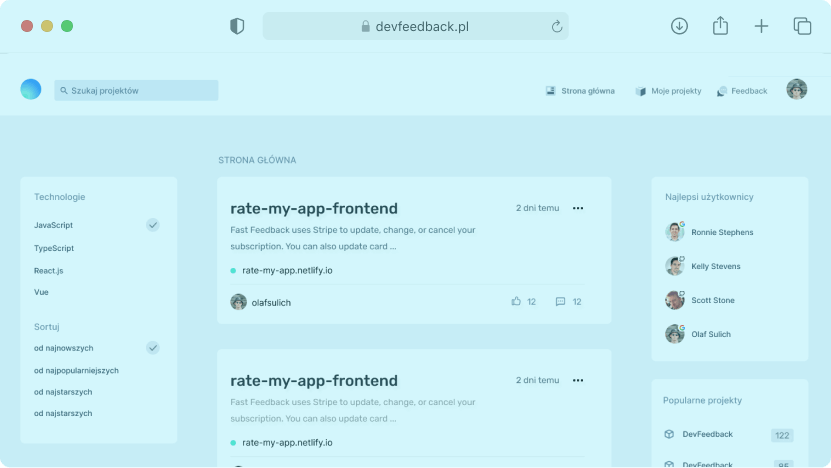 devfeedback.pl
Szukaj projektów
Strona główna
Moje projekty
Feedback
STRONA GŁÓWNA
Technologie
JavaScript
TypeScript
React.js
Vue
Sortuj
od najnowszych
od najpopularniejszych
od najstarszych
od najstarszych
rate-my-app-frontend
2 dni temu
Fast Feedback uses Stripe to update, change, or cancel your
subscription. You can also update card ...
rate-my-app.netlify.io
olafsulich
12
12
rate-my-app-frontend
2 dni temu
Fast Feedback uses Stripe to update, change, or cancel your
subscription. You can also update card ...
rate-my-app.netlify.io
Najlepsi użytkownicy
Ronnie Stephens
Kelly Stevens
Scott Stone
Olaf Sulich
Popularne projekty
DevFeedback
122
DevFeedback